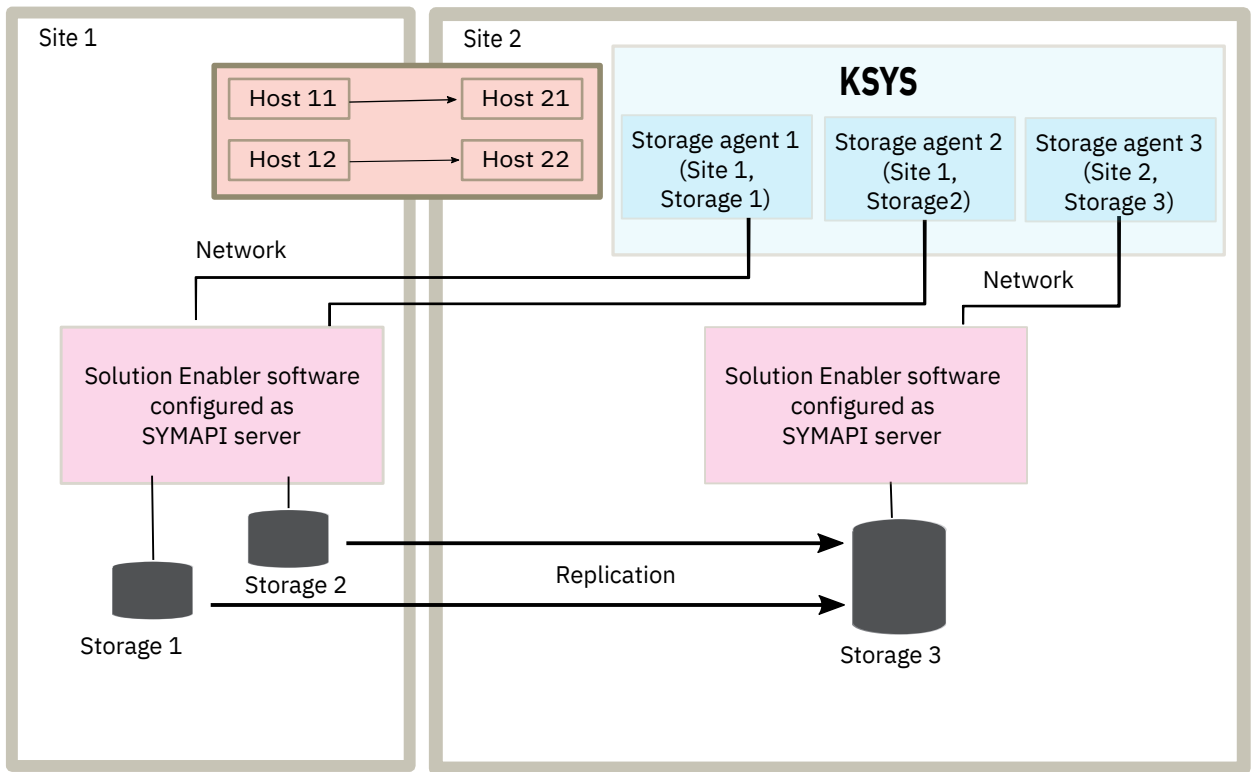 Site 1
Site 2
Host 11
Host 21
Host 12
Host 22
KSYS
Storage agent 1
(Site 1,
Storage 1)
Storage agent 2
(Site 1,
Storage2)
Storage agent 3
(Site 2,
Storage 3)
Network
Network
Solution Enabler software
configured as
SYMAPI server
Solution Enabler software
configured as
SYMAPI server
Storage 2
Replication
Storage 1
Storage 3